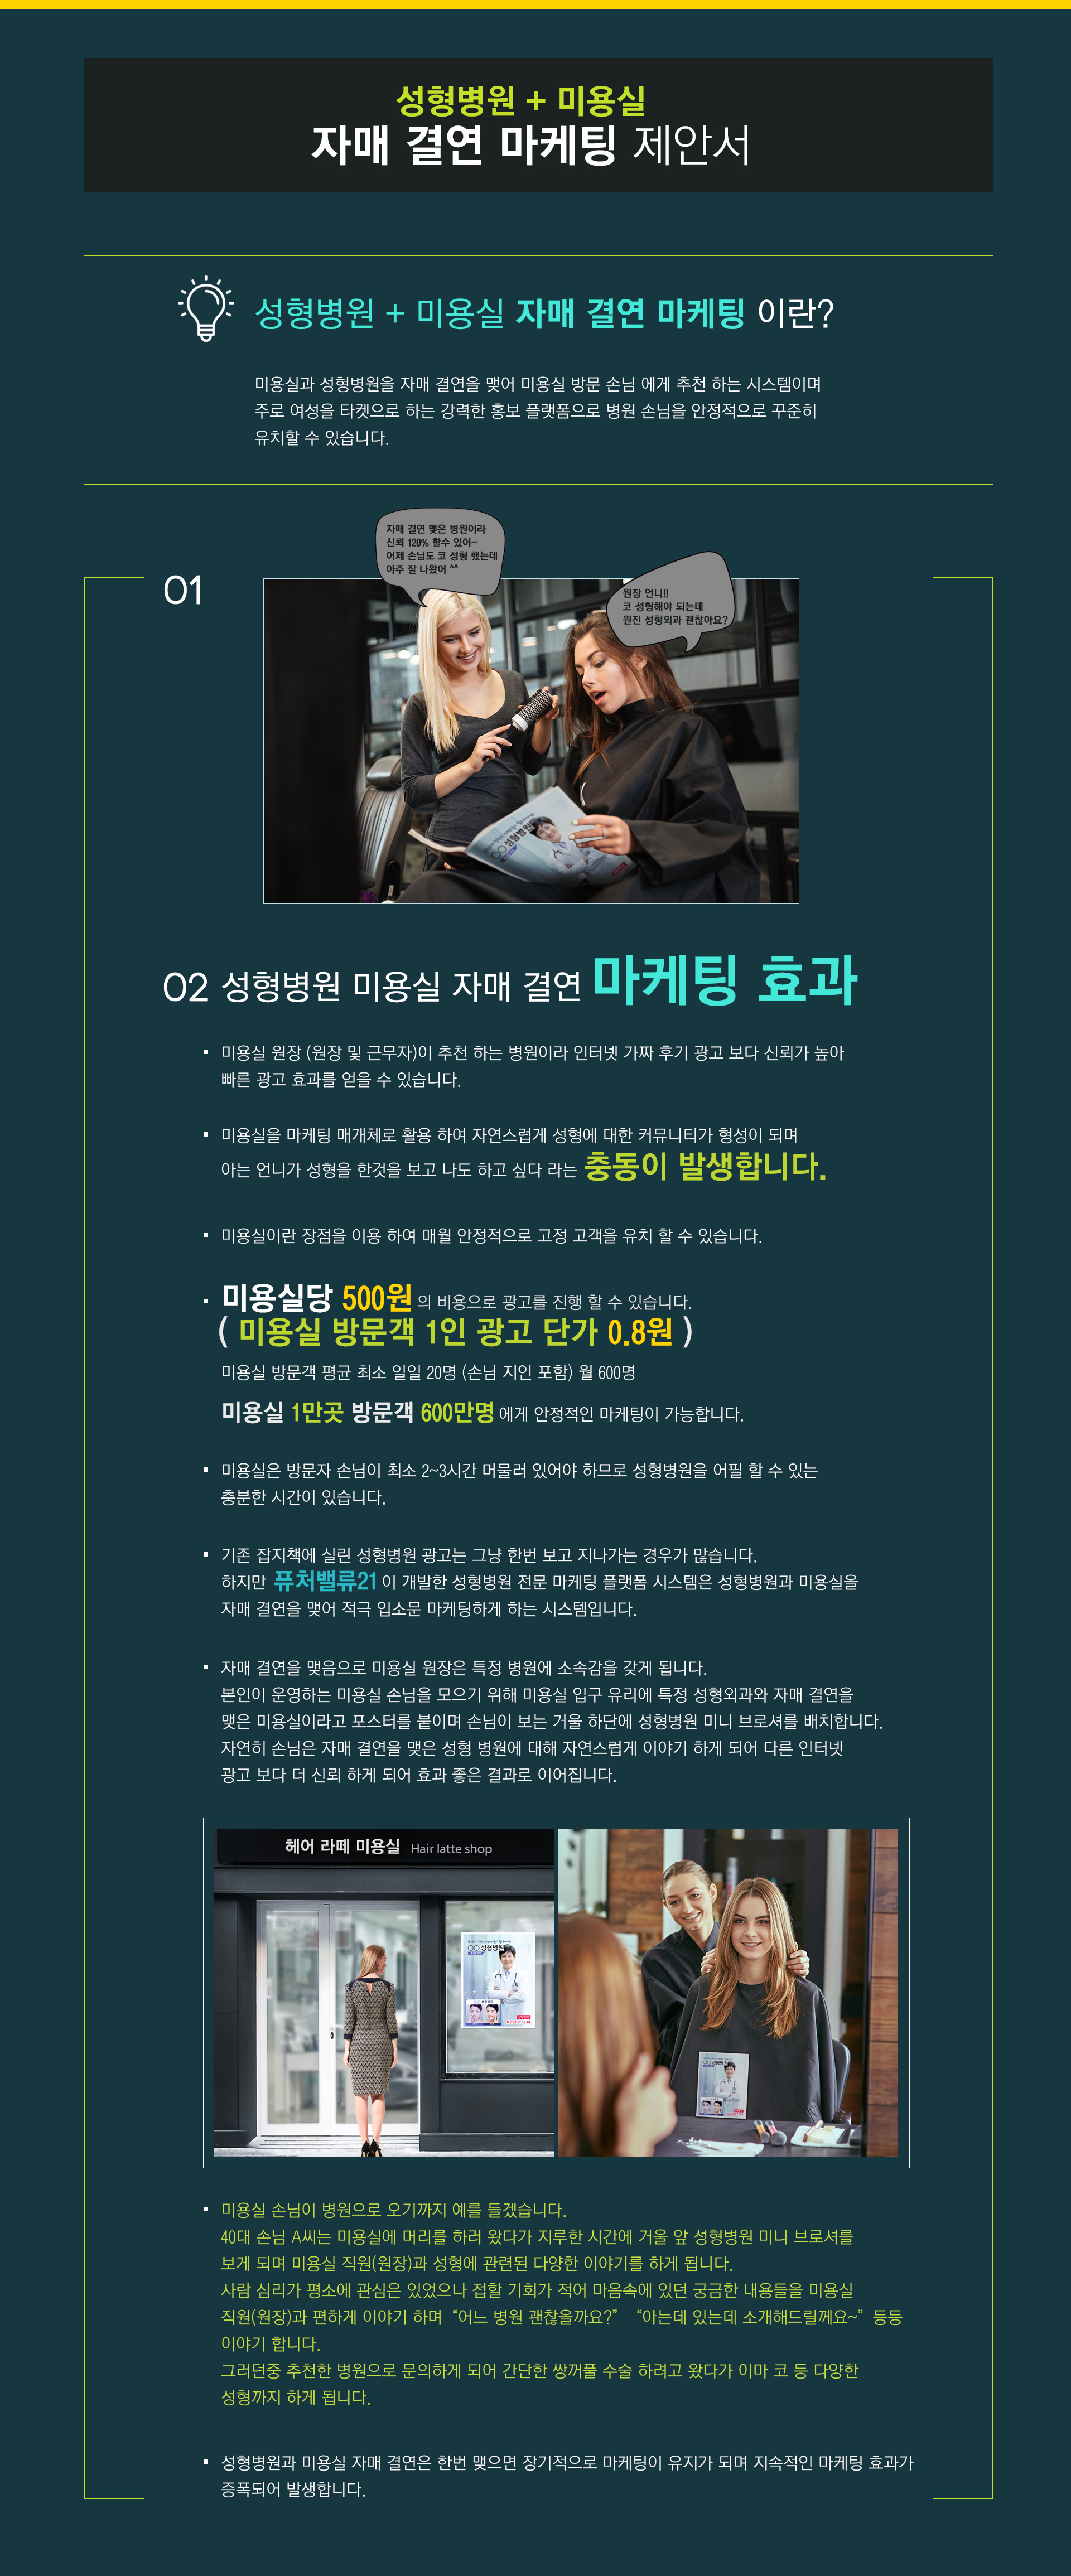 성형병원 + 미용실
자매 결연 마케팅 제안서
성형병원 + 미용실 자매 결연 마케팅 이란?
미용실과 성형병원을 자매 결연을 맺어 미용실 방문 손님 에게 추천 하는 시스템이며
주로 여성을 타켓으로 하는 강력한 홍보 플랫폼으로 병원 손님을 안정적으로 꾸준히
유치할 수 있습니다.
자매 결연 맺은 병원이라
신뢰 120% 할수 있어~
어제 손님도 코 성형 했는데
아주 잘 나왔어 ^^
원장 언니!!
코 성형해야 되는데
원진 성형외과 괜찮아요?
01
〇〇성형병원
02 성형병원 미용실 자매 결연 마케팅 효과
▪ 미용실 원장 (원장 및 근무자)이 추천 하는 병원이라 인터넷 가짜 후기 광고 보다 신뢰가 높아
빠른 광고 효과를 얻을 수 있습니다.
▪ 미용실을 마케팅 매개체로 활용 하여 자연스럽게 성형에 대한 커뮤니티가 형성이 되며
아는 언니가 성형을 한것을 보고 나도 하고 싶다 라는 충동이 발생합니다.
▪ 미용실이란 장점을 이용 하여 매월 안정적으로 고정 고객을 유치 할 수 있습니다.
▪ 미용실당 500원 의 비용으로 광고를 진행 할 수 있습니다.
( 미용실 방문객 1인 광고 단가 0.8원 )
미용실 방문객 평균 최소 일일 20명 (손님 지인 포함) 월 600명
미용실 1만곳 방문객 600만명 에게 안정적인 마케팅이 가능합니다.
▪ 미용실은 방문자 손님이 최소 2~3시간 머물러 있어야 하므로 성형병원을 어필 할 수 있는
충분한 시간이 있습니다.
▪ 기존 잡지책에 실린 성형병원 광고는 그냥 한번 보고 지나가는 경우가 많습니다.
하지만 퓨처밸류21 이 개발한 성형병원 전문 마케팅 플랫폼 시스템은 성형병원과 미용실을
자매 결연을 맺어 적극 입소문 마케팅하게 하는 시스템입니다.
▪ 자매 결연을 맺음으로 미용실 원장은 특정 병원에 소속감을 갖게 됩니다.
본인이 운영하는 미용실 손님을 모으기 위해 미용실 입구 유리에 특정 성형외과와 자매 결연을
맺은 미용실이라고 포스터를 붙이며 손님이 보는 거울 하단에 성형병원 미니 브로셔를 배치합니다.
자연히 손님은 자매 결연을 맺은 성형 병원에 대해 자연스럽게 이야기 하게 되어 다른 인터넷
광고 보다 더 신뢰 하게 되어 효과 좋은 결과로 이어집니다.
헤어 라떼 미용실 Hair latte shop
〇〇성형병원
〇〇성형병원
▪ 미용실 손님이 병원으로 오기까지 예를 들겠습니다.
40대 손님 A씨는 미용실에 머리를 하러 왔다가 지루한 시간에 거울 앞 성형병원 미니 브로셔를
보게 되며 미용실 직원(원장)과 성형에 관련된 다양한 이야기를 하게 됩니다.
사람 심리가 평소에 관심은 있었으나 접할 기회가 적어 마음속에 있던 궁금한 내용들을 미용실
직원(원장)과 편하게 이야기 하며 “어느 병원 괜찮을까요?” “아는데 있는데 소개해드릴께요~” 등등
이야기 합니다.
그러던중 추천한 병원으로 문의하게 되어 간단한 쌍꺼풀 수술 하려고 왔다가 이마 코 등 다양한
성형까지 하게 됩니다.
▪ 성형병원과 미용실 자매 결연은 한번 맺으면 장기적으로 마케팅이 유지가 되며 지속적인 마케팅 효과가
증폭되어 발생합니다.